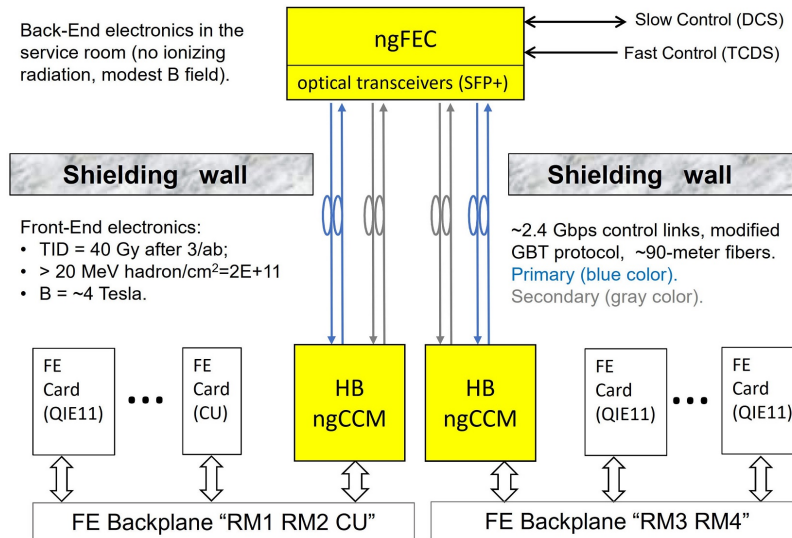 Back-End electronics in the
service room (no ionizing
radiation, modest B field).
ngFEC
optical transceivers (SFP+)
Slow Control (DCS)
Fast Control (TCDS)
Shielding wall
Shielding wall
Front-End electronics:
• TID = 40 Gy after 3/ab;
• > 20 MeV hadron/cm²=2E+11
• B = ~4 Tesla.
~2.4 Gbps control links, modified
GBT protocol, ~90-meter fibers.
Primary (blue color).
Secondary (gray color).
FE
Card
(QIE11)
•••
FE
Card
(CU)
HB
ngCCM
HB
ngCCM
FE
Card
(QIE11)
•••
FE
Card
(QIE11)
FE Backplane “RM1 RM2 CU”
FE Backplane “RM3 RM4”